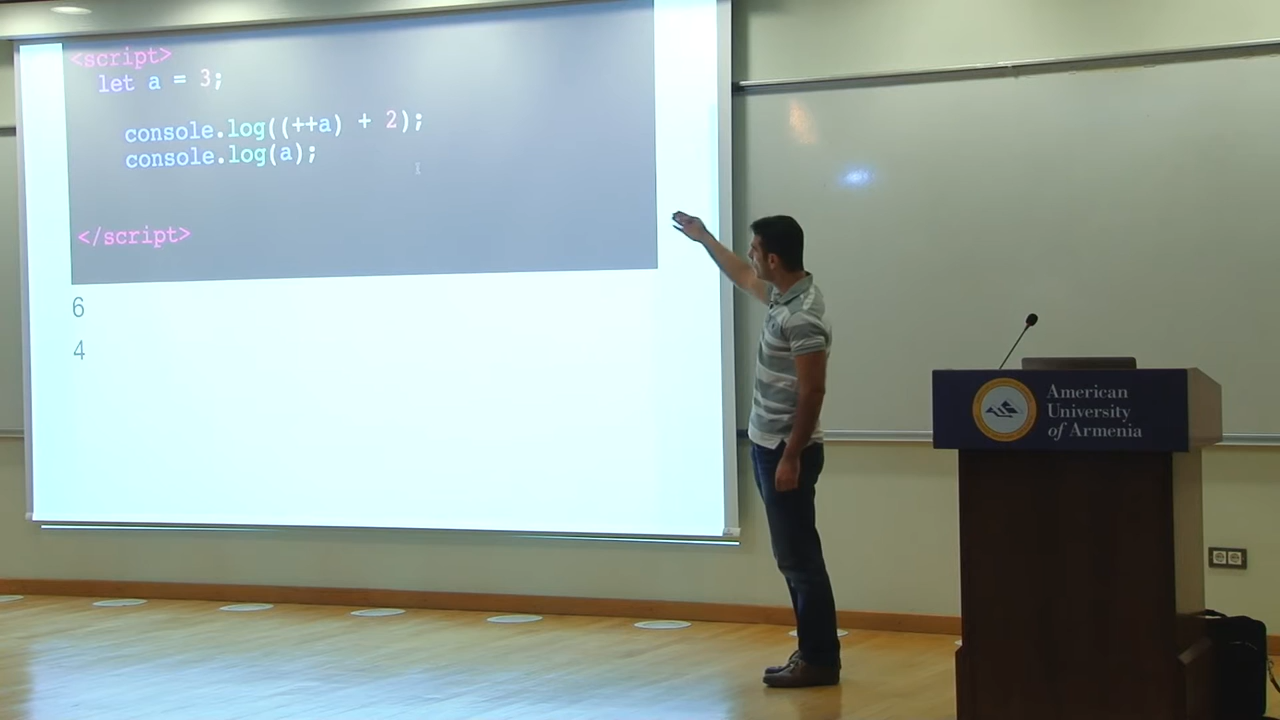 <script>
let a = 3;
console.log((++a) + 2);
console.log(a);
</script>
6
4
American
University
of Armenia